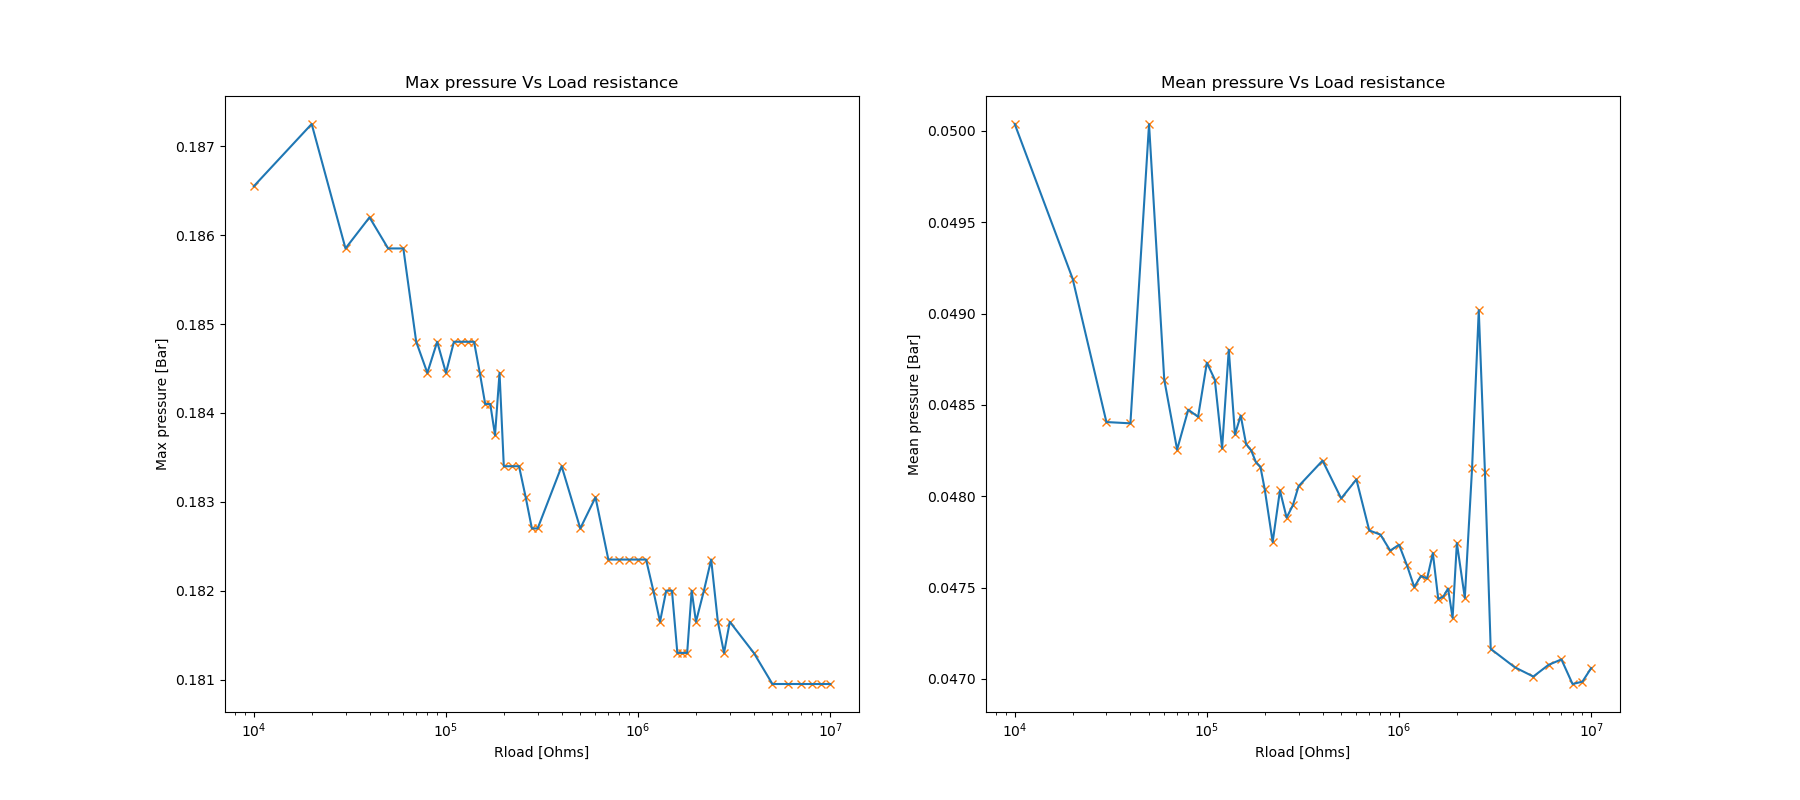 Max pressure Vs Load resistance
0.187
0.186
0.185
0.184
0.183
0.182
0.181
Max pressure [Bar]
10⁴ 10⁵ 10⁶ 10⁷
Rload [Ohms]
Mean pressure Vs Load resistance
0.0500
0.0495
0.0490
0.0485
0.0480
0.0475
0.0470
Mean pressure [Bar]
10⁴ 10⁵ 10⁶ 10⁷
Rload [Ohms]